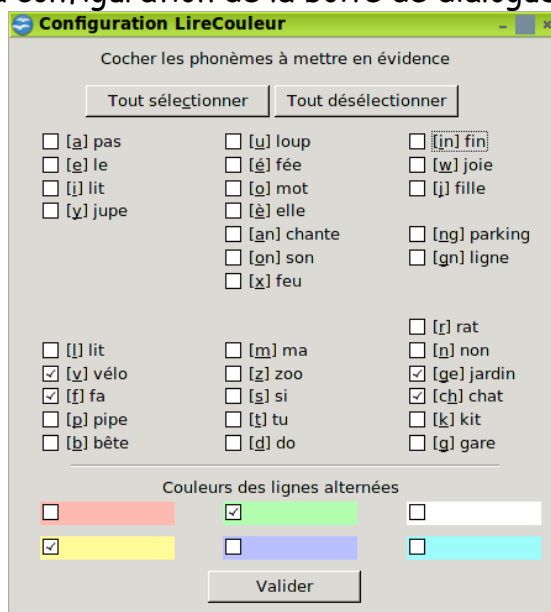 a configuration de la boîte de dialogue
Configuration LireCouleur
Cocher les phonèmes à mettre en évidence
Tout sélectionner Tout désélectionner
[a] pas [u] loup [in] fin
[e] le [é] fée [w] joie
[i] lit [o] mot [j] fille
[y] jupe [è] elle
[an] chante [ng] parking
[on] son [gn] ligne
[x] feu
[r] rat
[l] lit [m] ma [n] non
[v] vélo [z] zoo [ge] jardin
[f] fa [s] si [ch] chat
[p] pipe [t] tu [k] kit
[b] bête [d] do [g] gare
Couleurs des lignes alternées
Valider